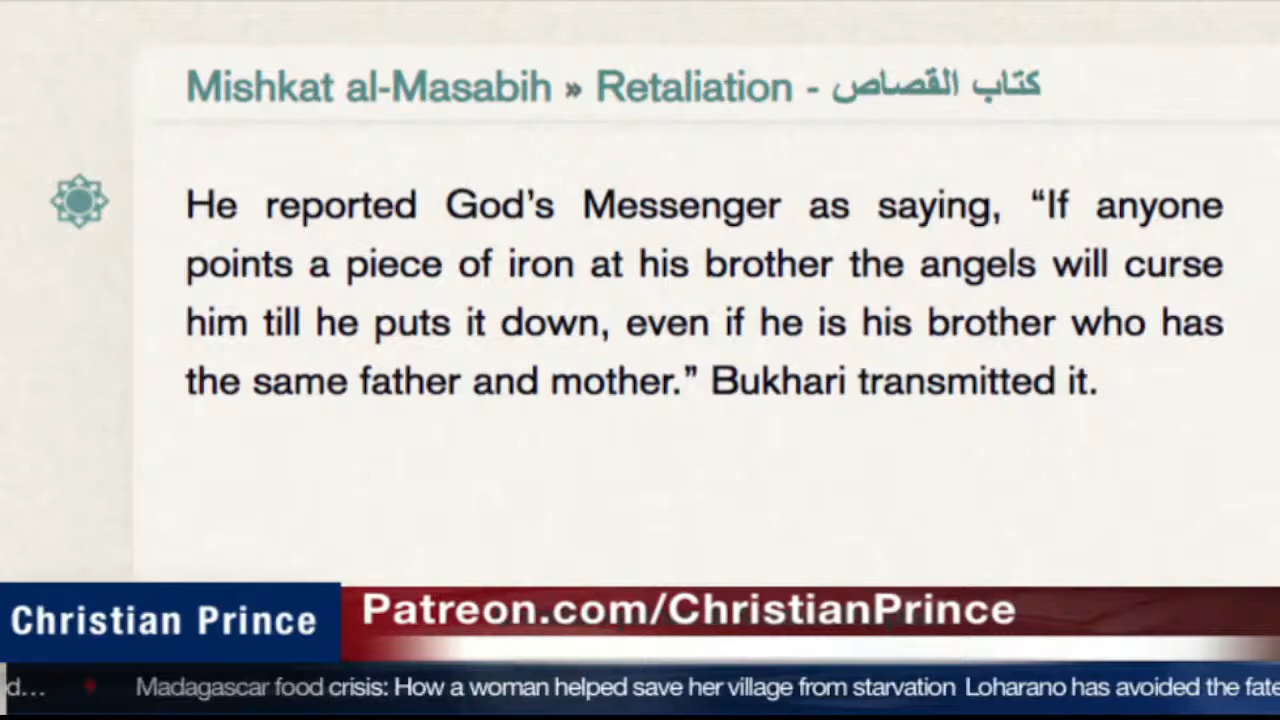 Mishkat al-Masabih » Retaliation - كتاب القصاص
He reported God's Messenger as saying, “If anyone
points a piece of iron at his brother the angels will curse
him till he puts it down, even if he is his brother who has
the same father and mother.” Bukhari transmitted it.
Christian Prince
Patreon.com/ChristianPrince
d... Madagascar food crisis: How a woman helped save her village from starvation Loharano has avoided the fate